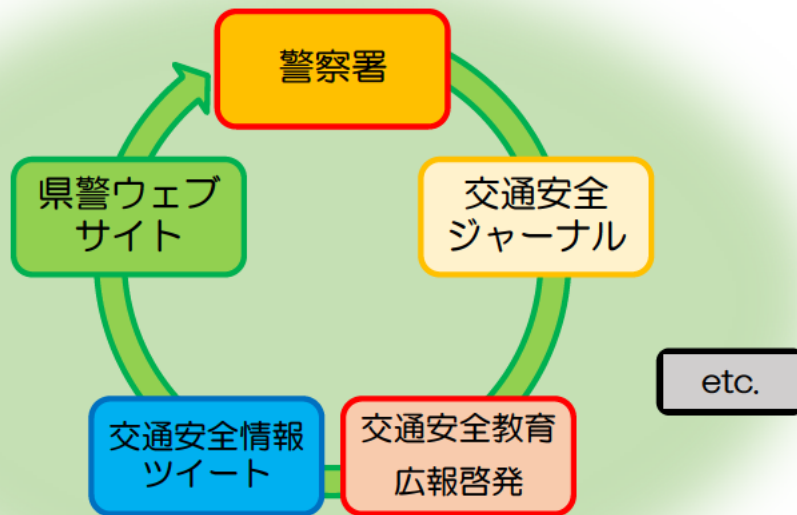 警察署
県警ウェブ
サイト
交通安全
ジャーナル
etc.
交通安全情報
ツイート
交通安全教育
広報啓発